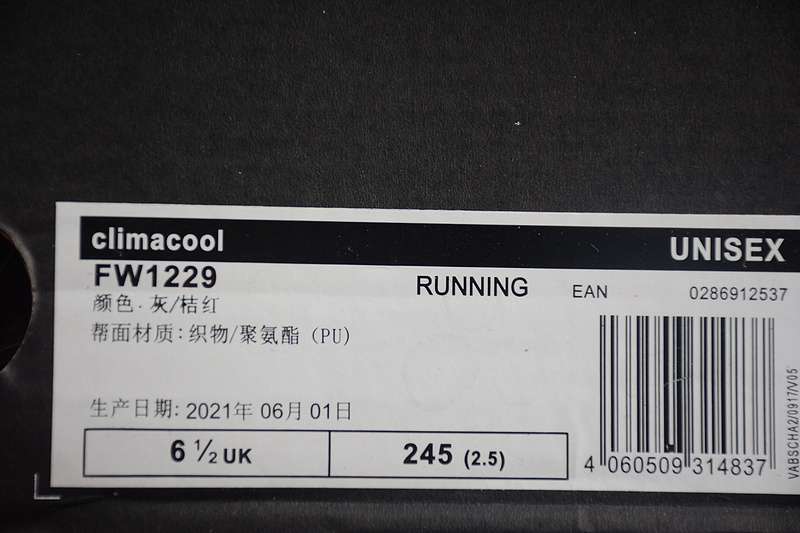 climacool UNISEX
FW1229 RUNNING EAN 0286912537
颜色.灰/桔红
帮面材质:织物/聚氨酯 (PU)
生产日期: 2021年 06月 01日
6 ½ UK 245 (2.5)
4 060509 314837
VABSCHA2/0917/V05